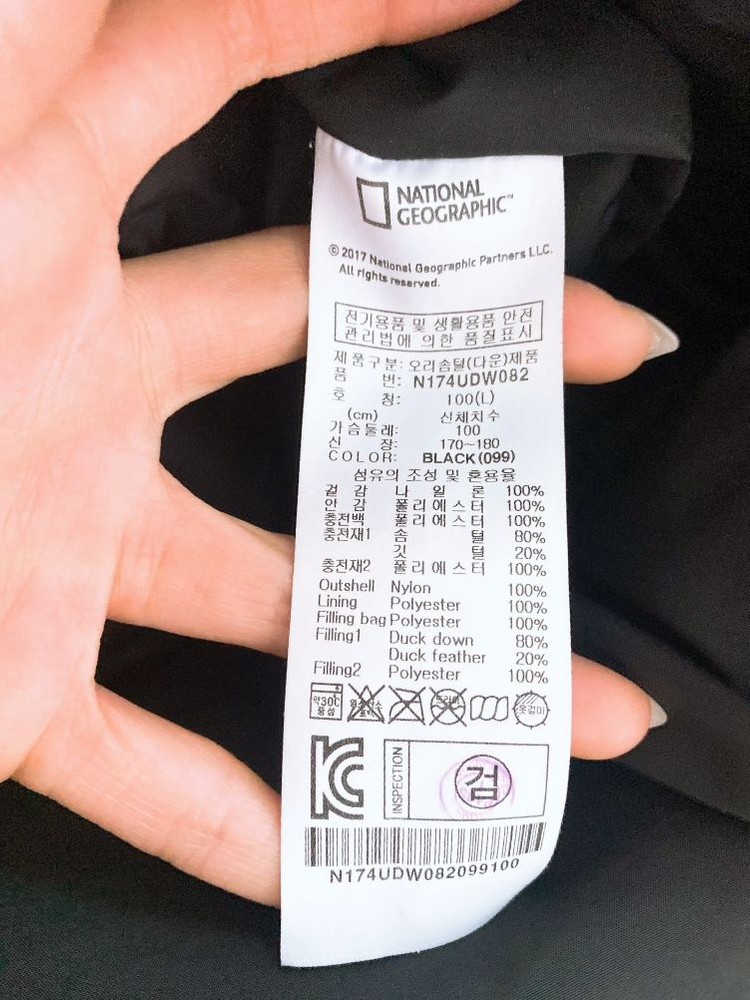 NATIONAL
GEOGRAPHIC™
© 2017 National Geographic Partners LLC.
All rights reserved.
전기용품 및 생활용품 안전
관리법에 의한 품질표시
제품구분: 오리솜털(다운)제품
품 번: N174UDW082
호 칭: 100(L)
(cm) 신체치수
가슴둘레: 100
신 장: 170~180
COLOR: BLACK(099)
섬유의 조성 및 혼용율
겉감 나일론 100%
안감 폴리에스터 100%
충전백 폴리에스터 100%
충전재1 솜털 80%
깃털 20%
충전재2 폴리에스터 100%
Outshell Nylon 100%
Lining Polyester 100%
Filling bag Polyester 100%
Filling1 Duck down 80%
Duck feather 20%
Filling2 Polyester 100%
약30℃
중성
드라이
옷걸이
KC
INSPECTION
검
N174UDW082099100